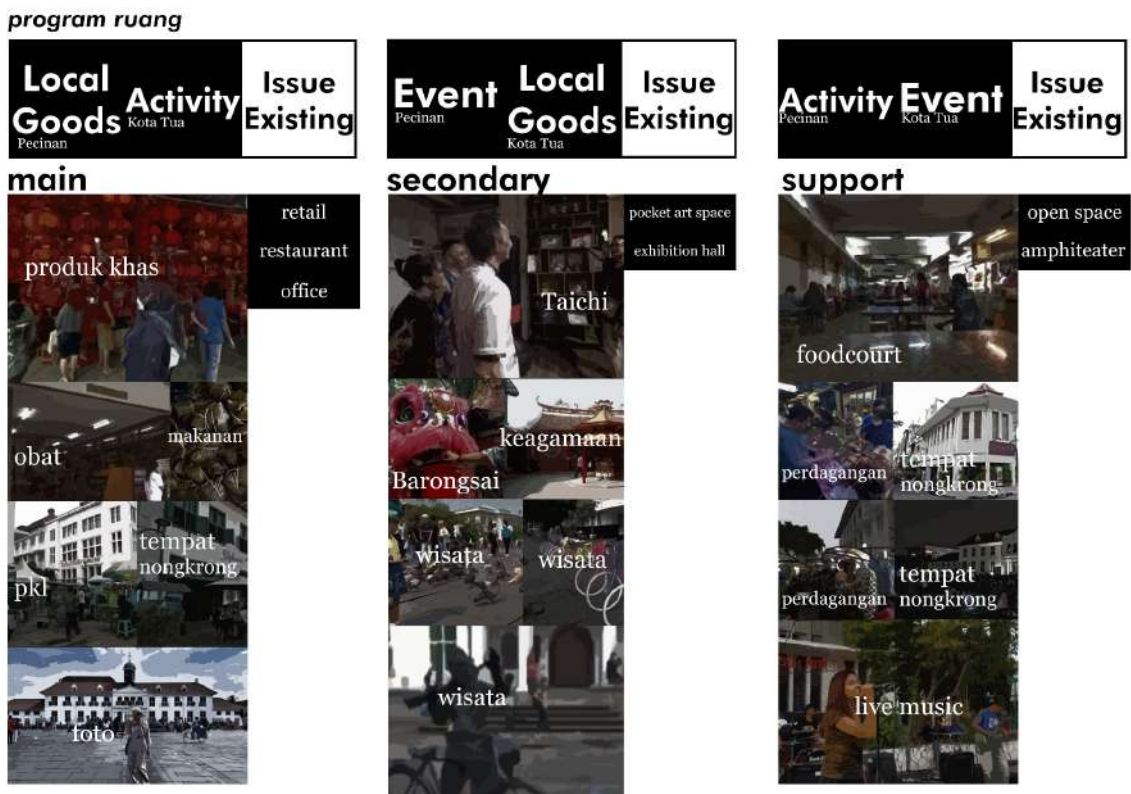 program ruang
Local
Goods
Pecinan
Activity
Kota Tua
Issue
Existing
main
produk khas
retail
restaurant
office
obat
makanan
pkl
tempat
nongkrong
foto
Event
Pecinan
Local
Goods
Kota Tua
Issue
Existing
secondary
Taichi
pocket art space
exhibition hall
Barongsai
keagamaan
wisata
wisata
wisata
Activity
Pecinan
Event
Kota Tua
Issue
Existing
support
foodcourt
open space
amphiteater
perdagangan
tempat
nongkrong
perdagangan
tempat
nongkrong
live music